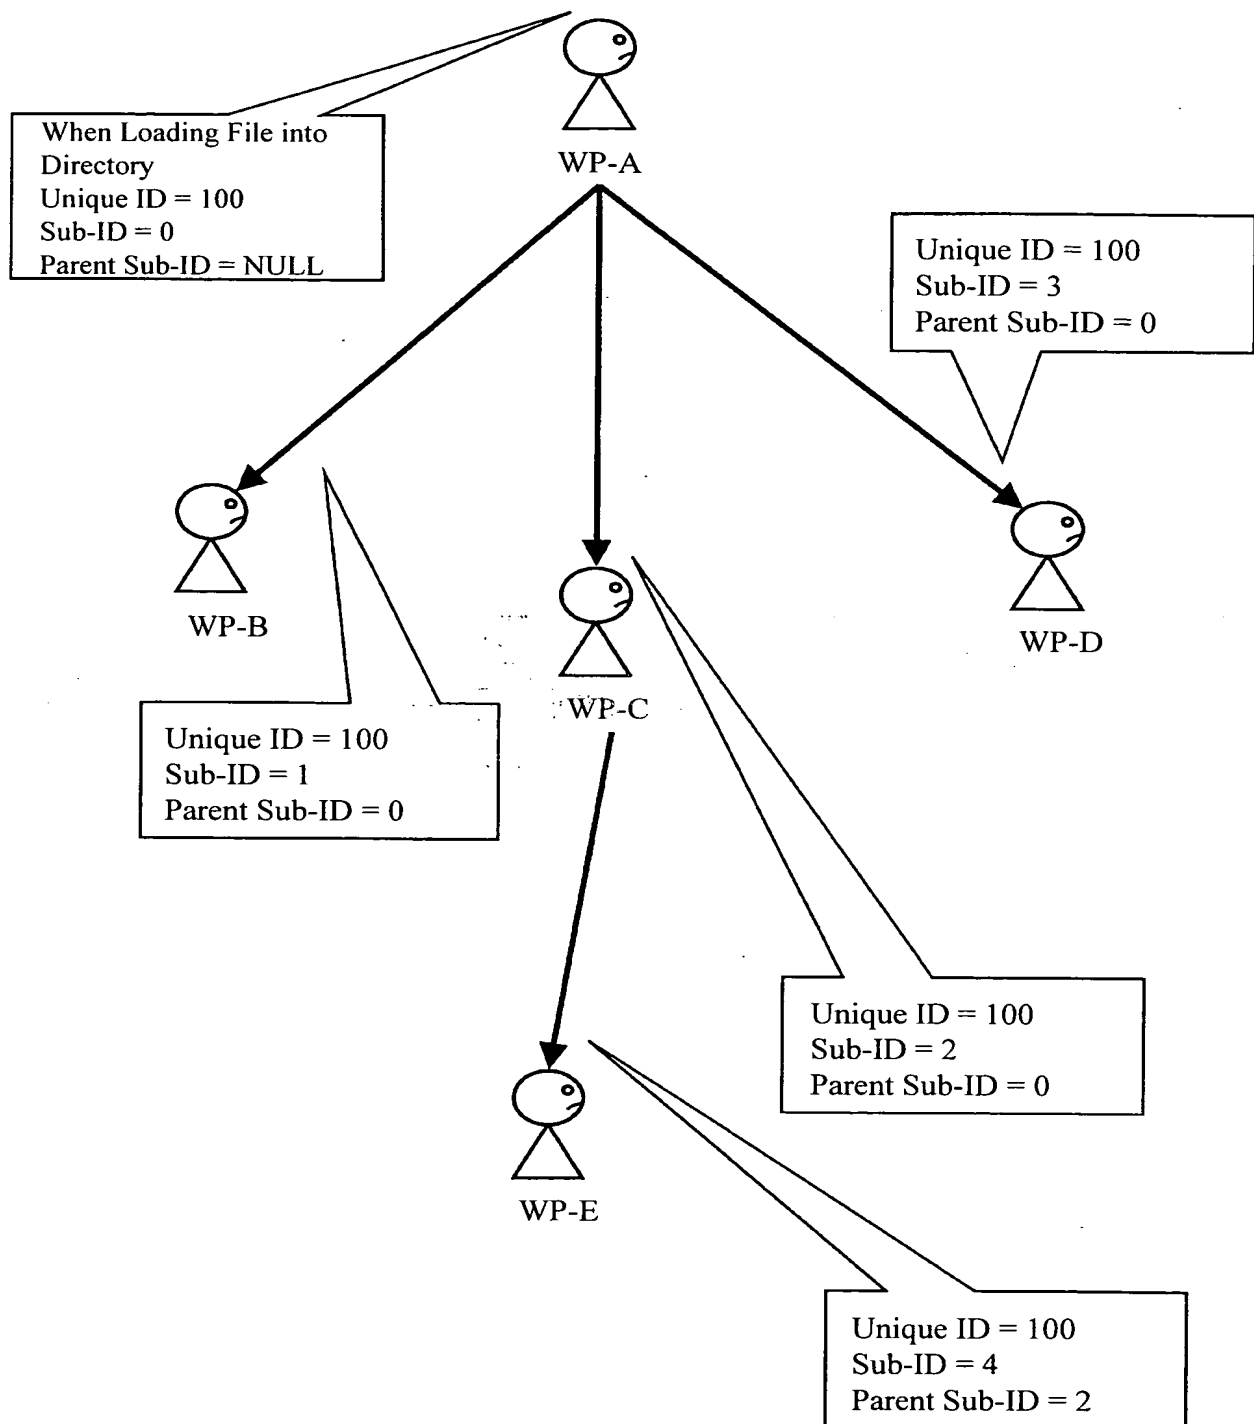 When Loading File into
Directory
Unique ID = 100
Sub-ID = 0
Parent Sub-ID = NULL
WP-A
Unique ID = 100
Sub-ID = 3
Parent Sub-ID = 0
WP-B
WP-C
WP-D
Unique ID = 100
Sub-ID = 1
Parent Sub-ID = 0
Unique ID = 100
Sub-ID = 2
Parent Sub-ID = 0
WP-E
Unique ID = 100
Sub-ID = 4
Parent Sub-ID = 2